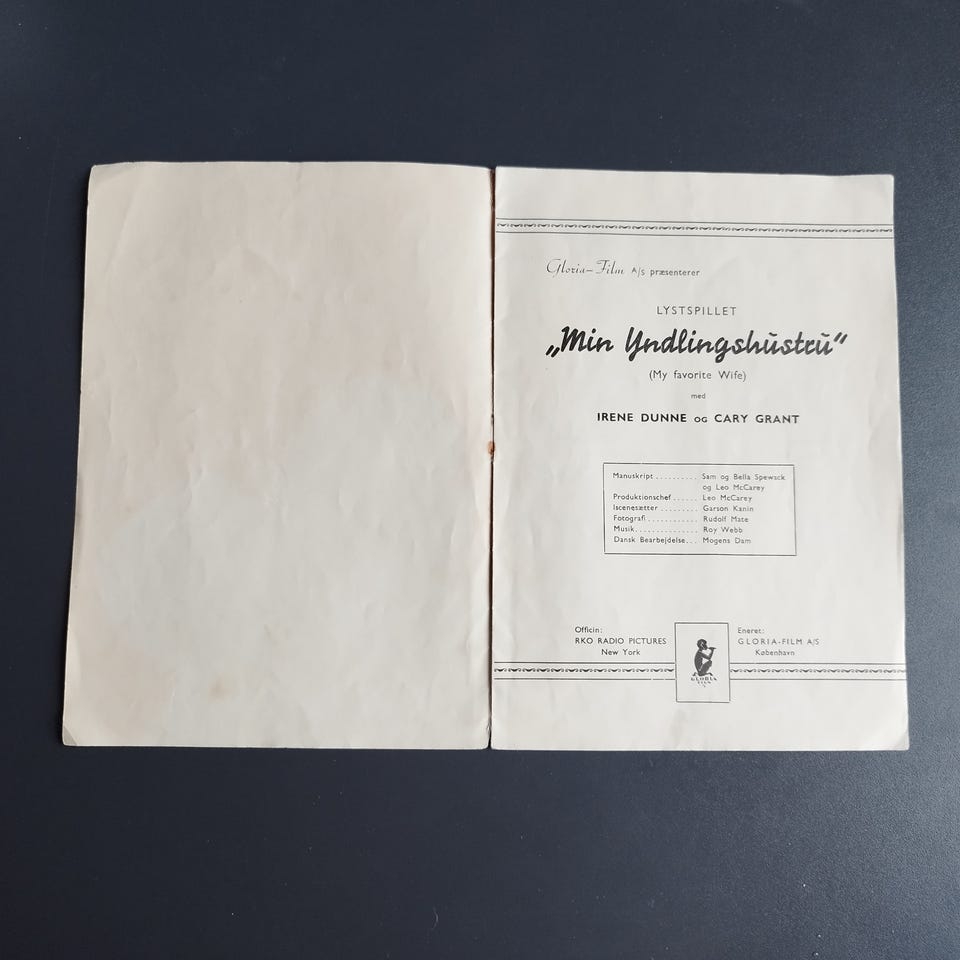 Gloria-Film A/S præsenterer
LYSTSPILLET
„Min Yndlingshustru“
(My favorite Wife)
med
IRENE DUNNE OG CARY GRANT
Manuskript .......... Sam og Bella Spewack
og Leo McCarey
Produktionschef ...... Leo McCarey
Iscenesætter ......... Garson Kanin
Fotografi ............ Rudolf Mate
Musik .............. Roy Webb
Dansk Bearbejdelse ... Mogens Dam
Officin:
RKO RADIO PICTURES
New York
GLORIA
FILM
Eneret:
GLORIA-FILM A/S
København